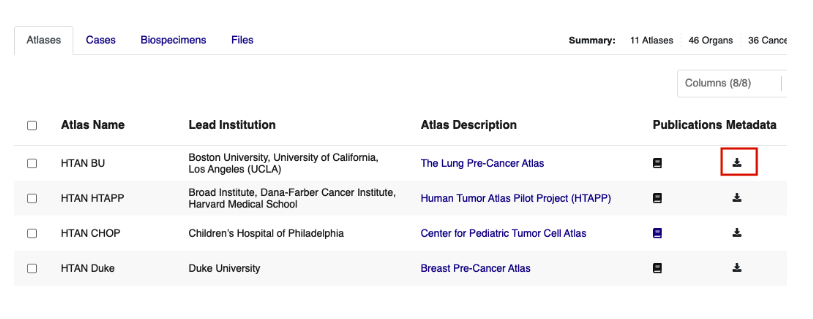 Atlases Cases Biospecimens Files Summary: 11 Atlases 46 Organs 36 Cance
Columns (8/8)
Atlas Name Lead Institution Atlas Description Publications Metadata
HTAN BU Boston University, University of California, Los Angeles (UCLA) The Lung Pre-Cancer Atlas
HTAN HTAPP Broad Institute, Dana-Farber Cancer Institute, Harvard Medical School Human Tumor Atlas Pilot Project (HTAPP)
HTAN CHOP Children's Hospital of Philadelphia Center for Pediatric Tumor Cell Atlas
HTAN Duke Duke University Breast Pre-Cancer Atlas